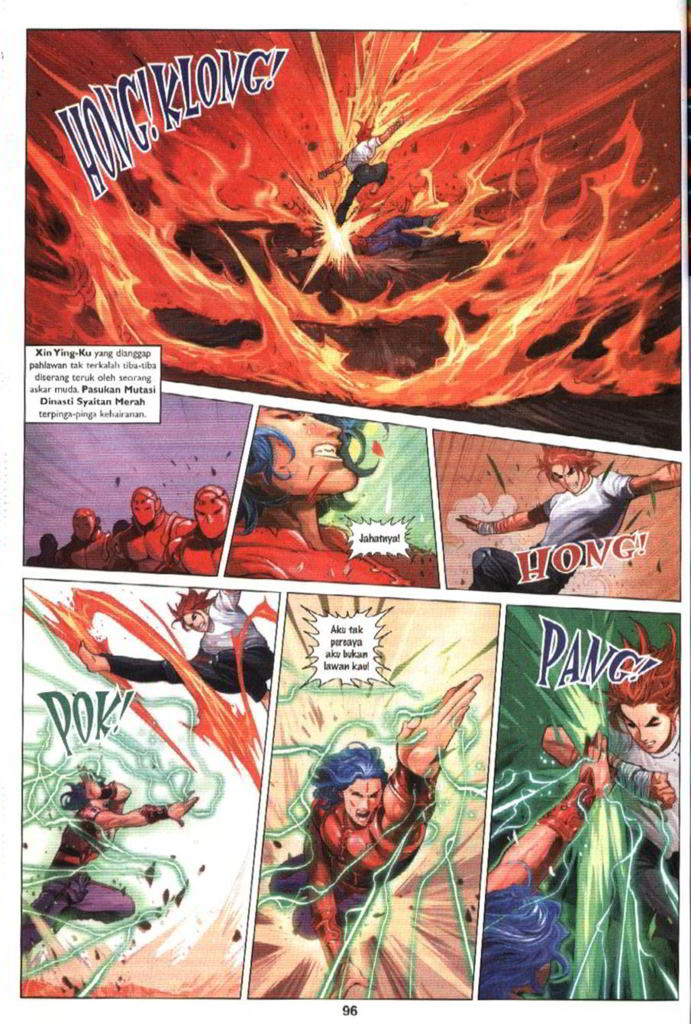 HONG! KLONG!
Xin Ying-Ku yang dianggap
pahlawan tak terkalah tiba-tiba
diserang teruk oleh seorang
askar muda. Pasukan Mutasi
Dinasti Syaitan Merah
terpinga-pinga kehairanan.
Jahatnya!
HONG!
POK!
Aku tak
percaya
aku bukan
lawan kau!
PANG!
96